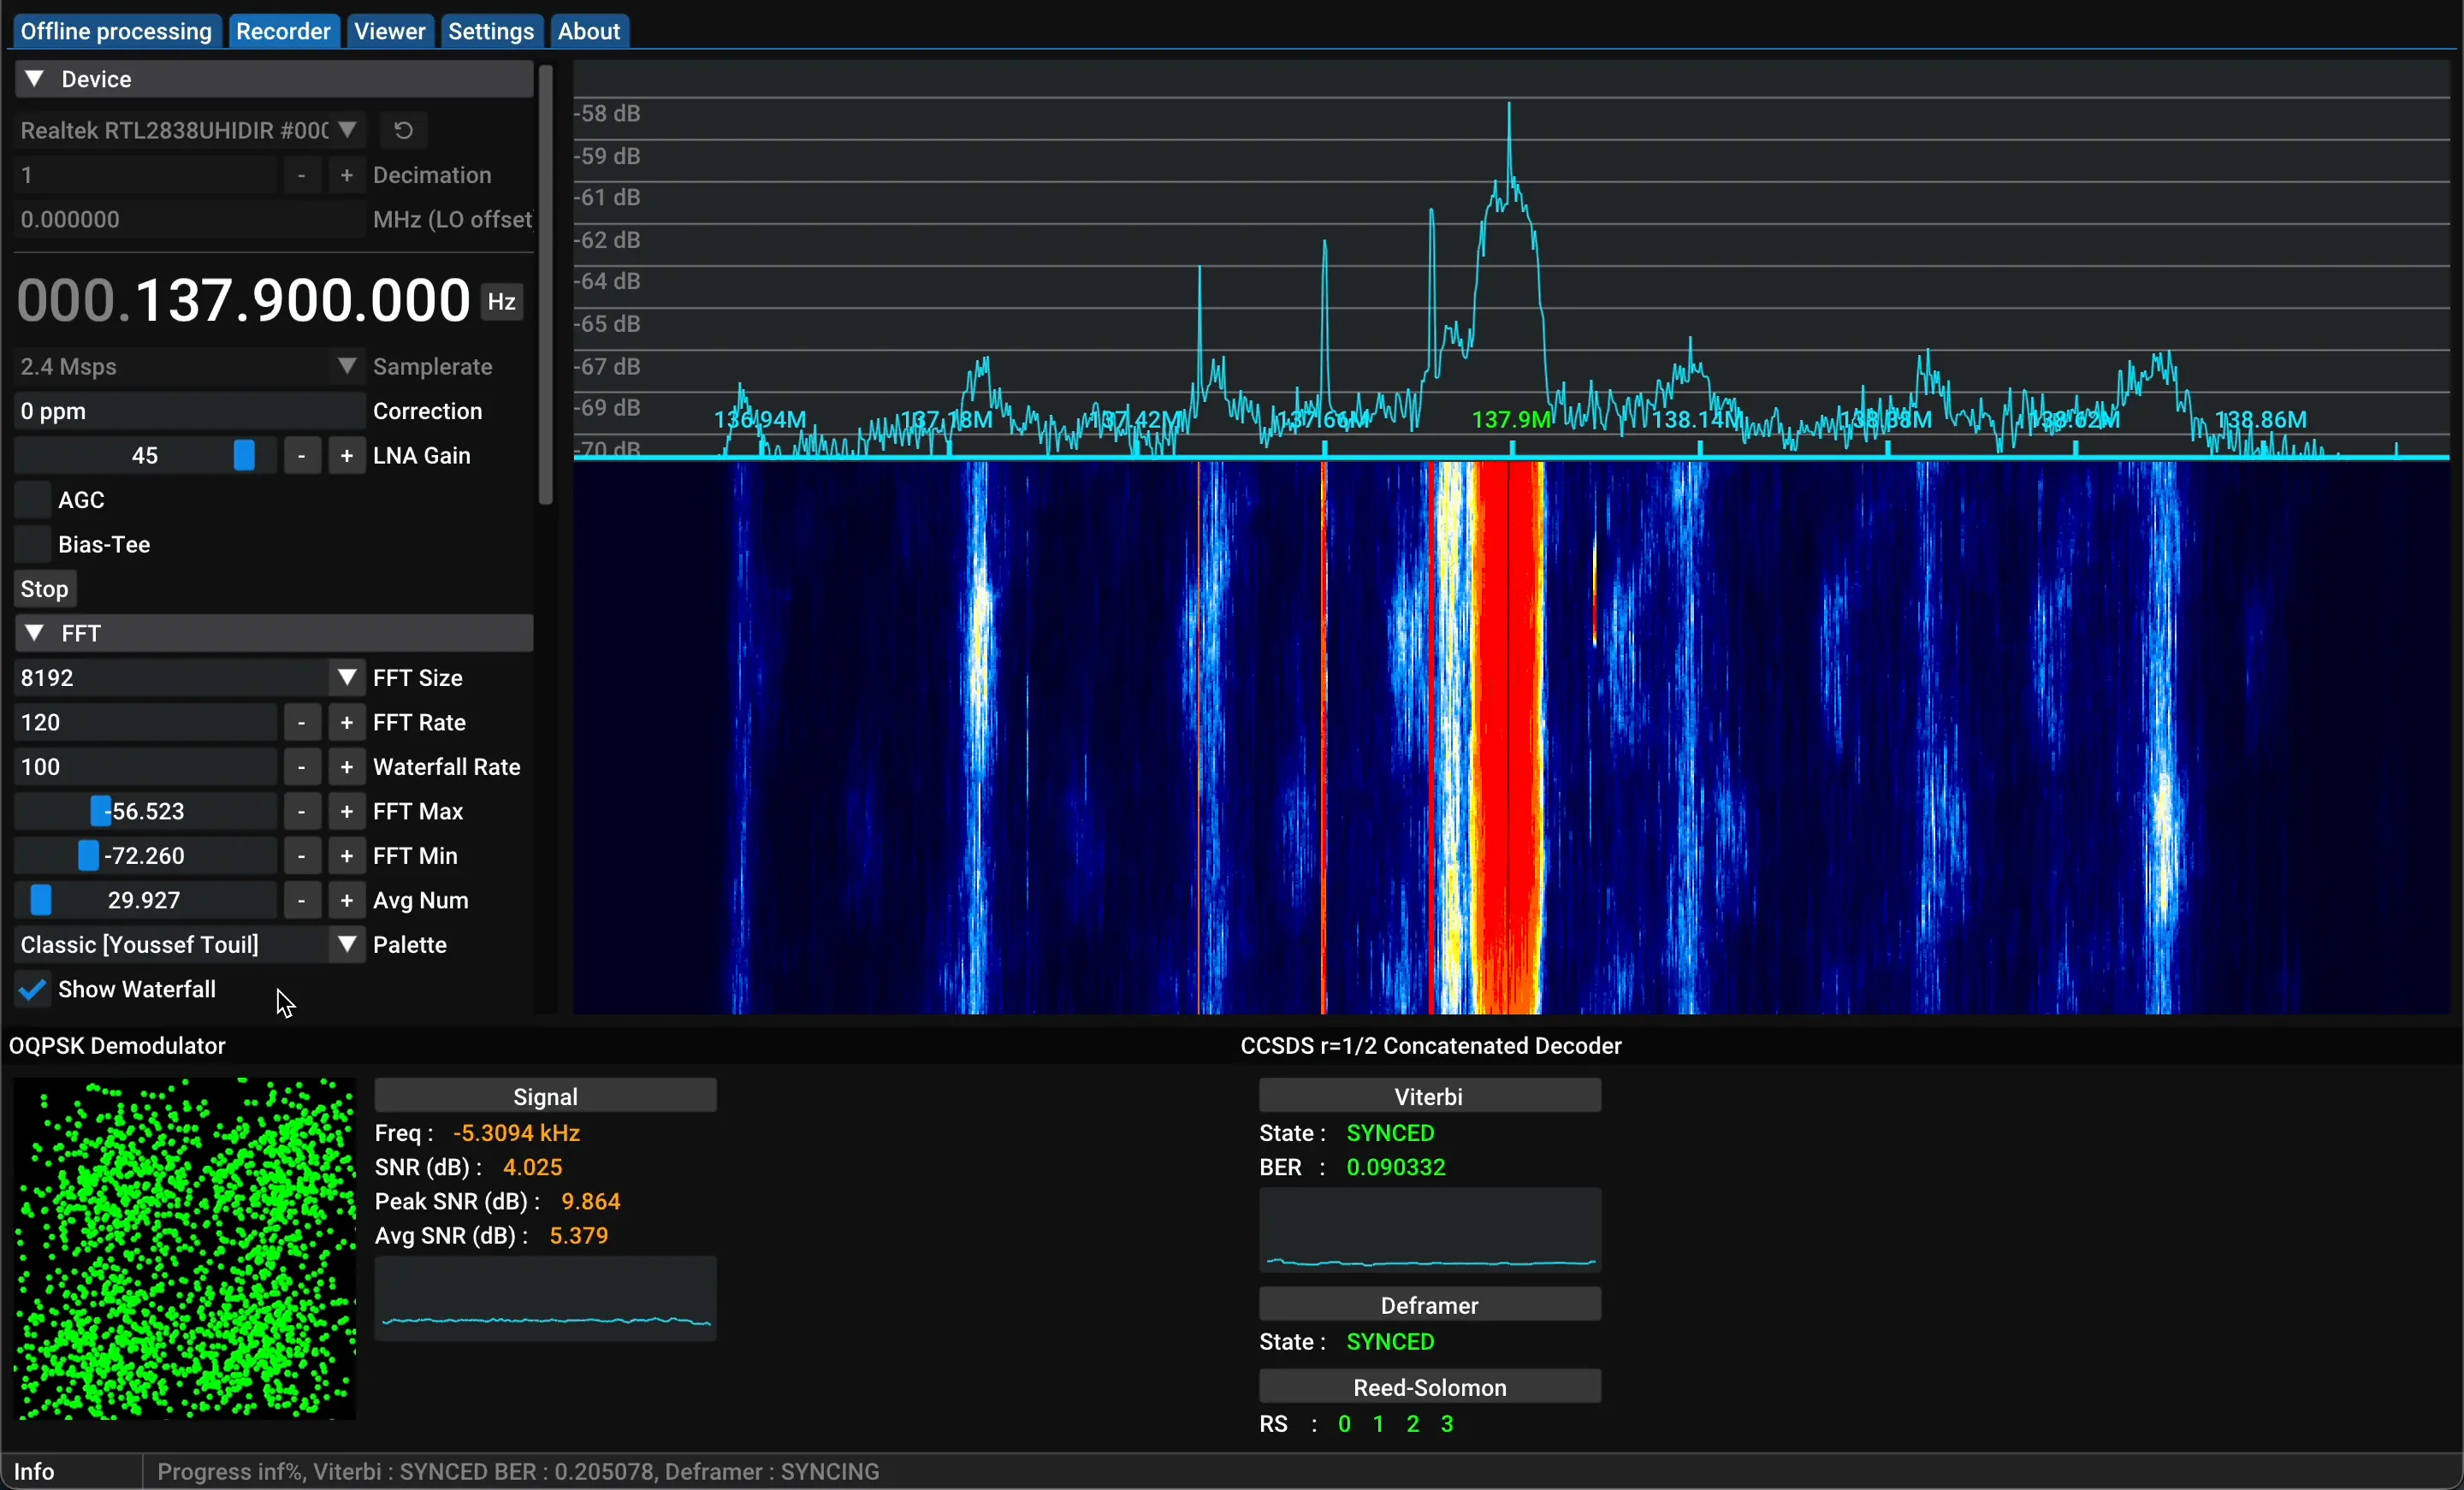 Offline processing Recorder Viewer Settings About
Device
Realtek RTL2838UHIDIR #000
1 - + Decimation
0.000000 MHz (LO offset)
000.137.900.000 Hz
2.4 Msps Samplerate
0 ppm Correction
45 - + LNA Gain
AGC
Bias-Tee
Stop
FFT
8192 FFT Size
120 - + FFT Rate
100 - + Waterfall Rate
-56.523 - + FFT Max
-72.260 - + FFT Min
29.927 - + Avg Num
Classic [Youssef Touil] Palette
Show Waterfall
-58 dB
-59 dB
-61 dB
-62 dB
-64 dB
-65 dB
-67 dB
-69 dB
-70 dB
136.94M 137.18M 137.42M 137.66M 137.9M 138.14M 138.38M 138.62M 138.86M
OQPSK Demodulator
Signal
Freq : -5.3094 kHz
SNR (dB) : 4.025
Peak SNR (dB) : 9.864
Avg SNR (dB) : 5.379
CCSDS r=1/2 Concatenated Decoder
Viterbi
State : SYNCED
BER : 0.090332
Deframer
State : SYNCED
Reed-Solomon
RS : 0 1 2 3
Info Progress inf%, Viterbi : SYNCED BER : 0.205078, Deframer : SYNCING